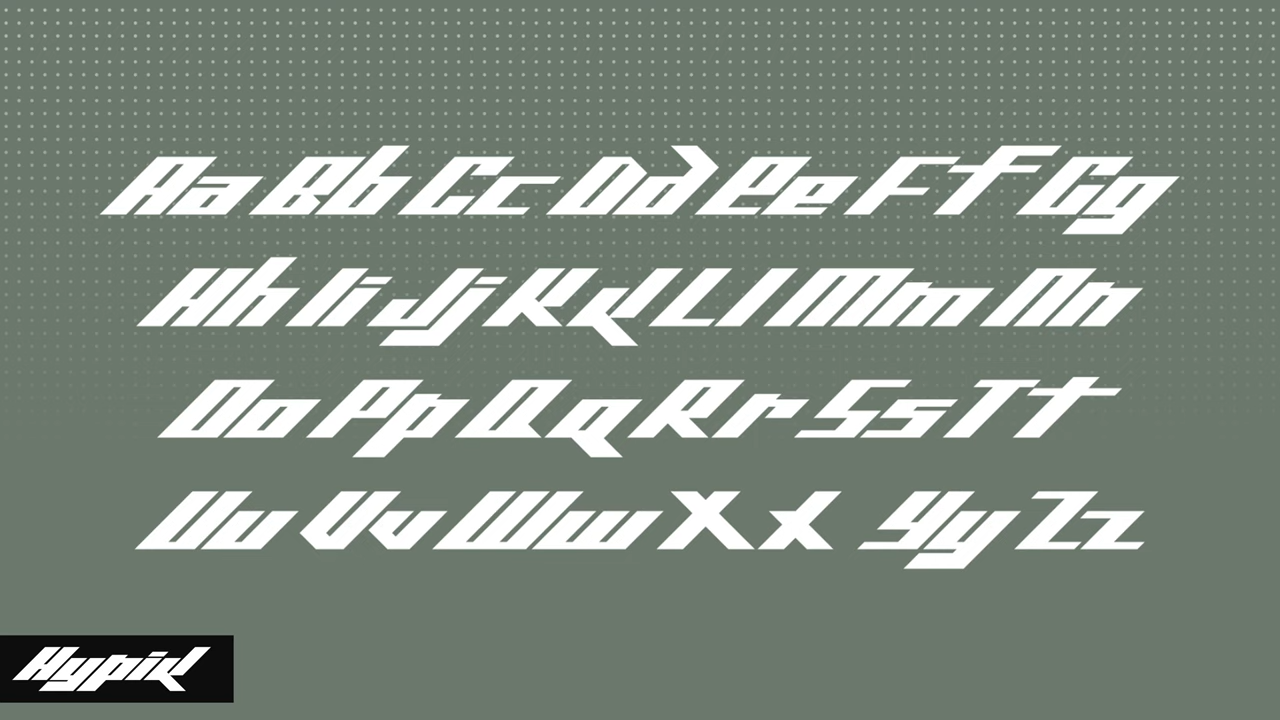 Aa Bb Cc Dd Ee Ff Gg
Hh Ii Jj Kk Ll Mm Nn
Oo Pp Qq Rr Ss Tt
Uu Vv Ww Xx Yy Zz
Hypik